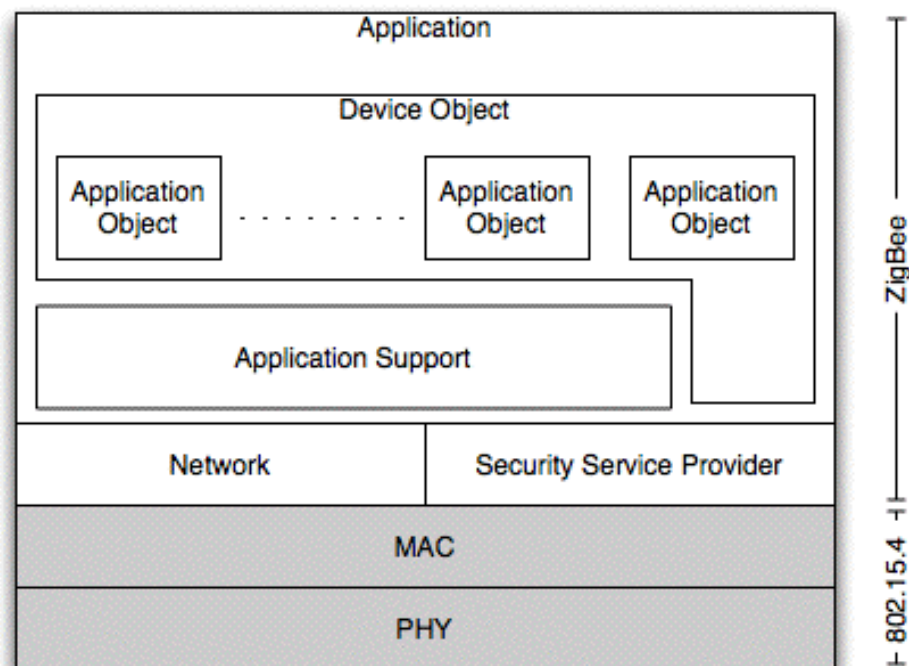 Application
Device Object
Application
Object
Application
Object
Application
Object
Application Support
Network
Security Service Provider
MAC
PHY
ZigBee
802.15.4